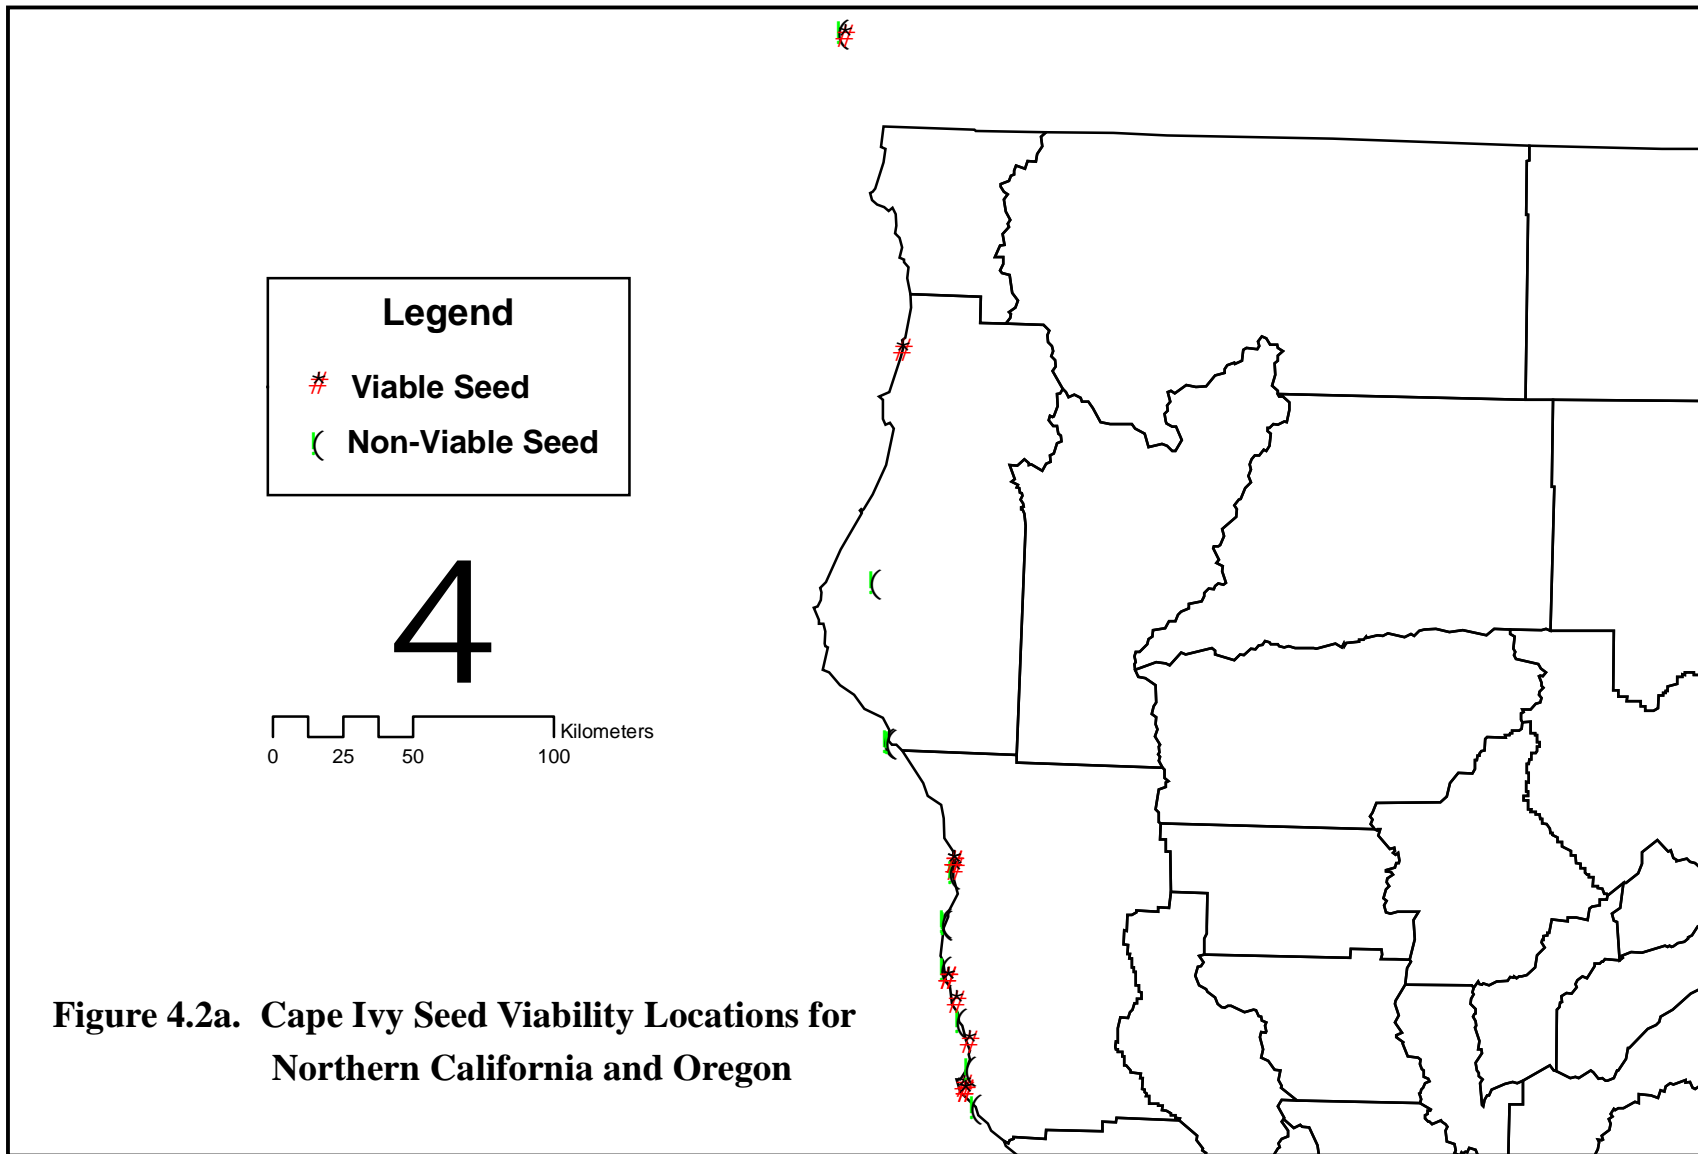 Legend
Viable Seed
Non-Viable Seed
4
Kilometers
0 25 50 100
Figure 4.2a. Cape Ivy Seed Viability Locations for
Northern California and Oregon